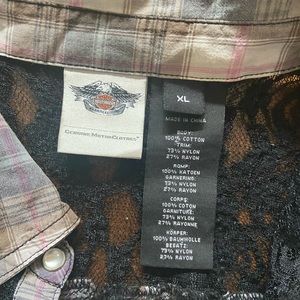 GENUINE MOTORCLOTHES
XL
MADE IN CHINA
BODY:
100% COTTON
TRIM:
73% NYLON
27% RAYON
ROMP:
100% KATOEN
GARNERING:
73% NYLON
27% RAYON
CORPS:
100% COTON
GARNITURE:
73% NYLON
27% RAYONNE
KÖRPER:
100% BAUMWOLLE
BESATZ:
73% NYLON
27% RAYON